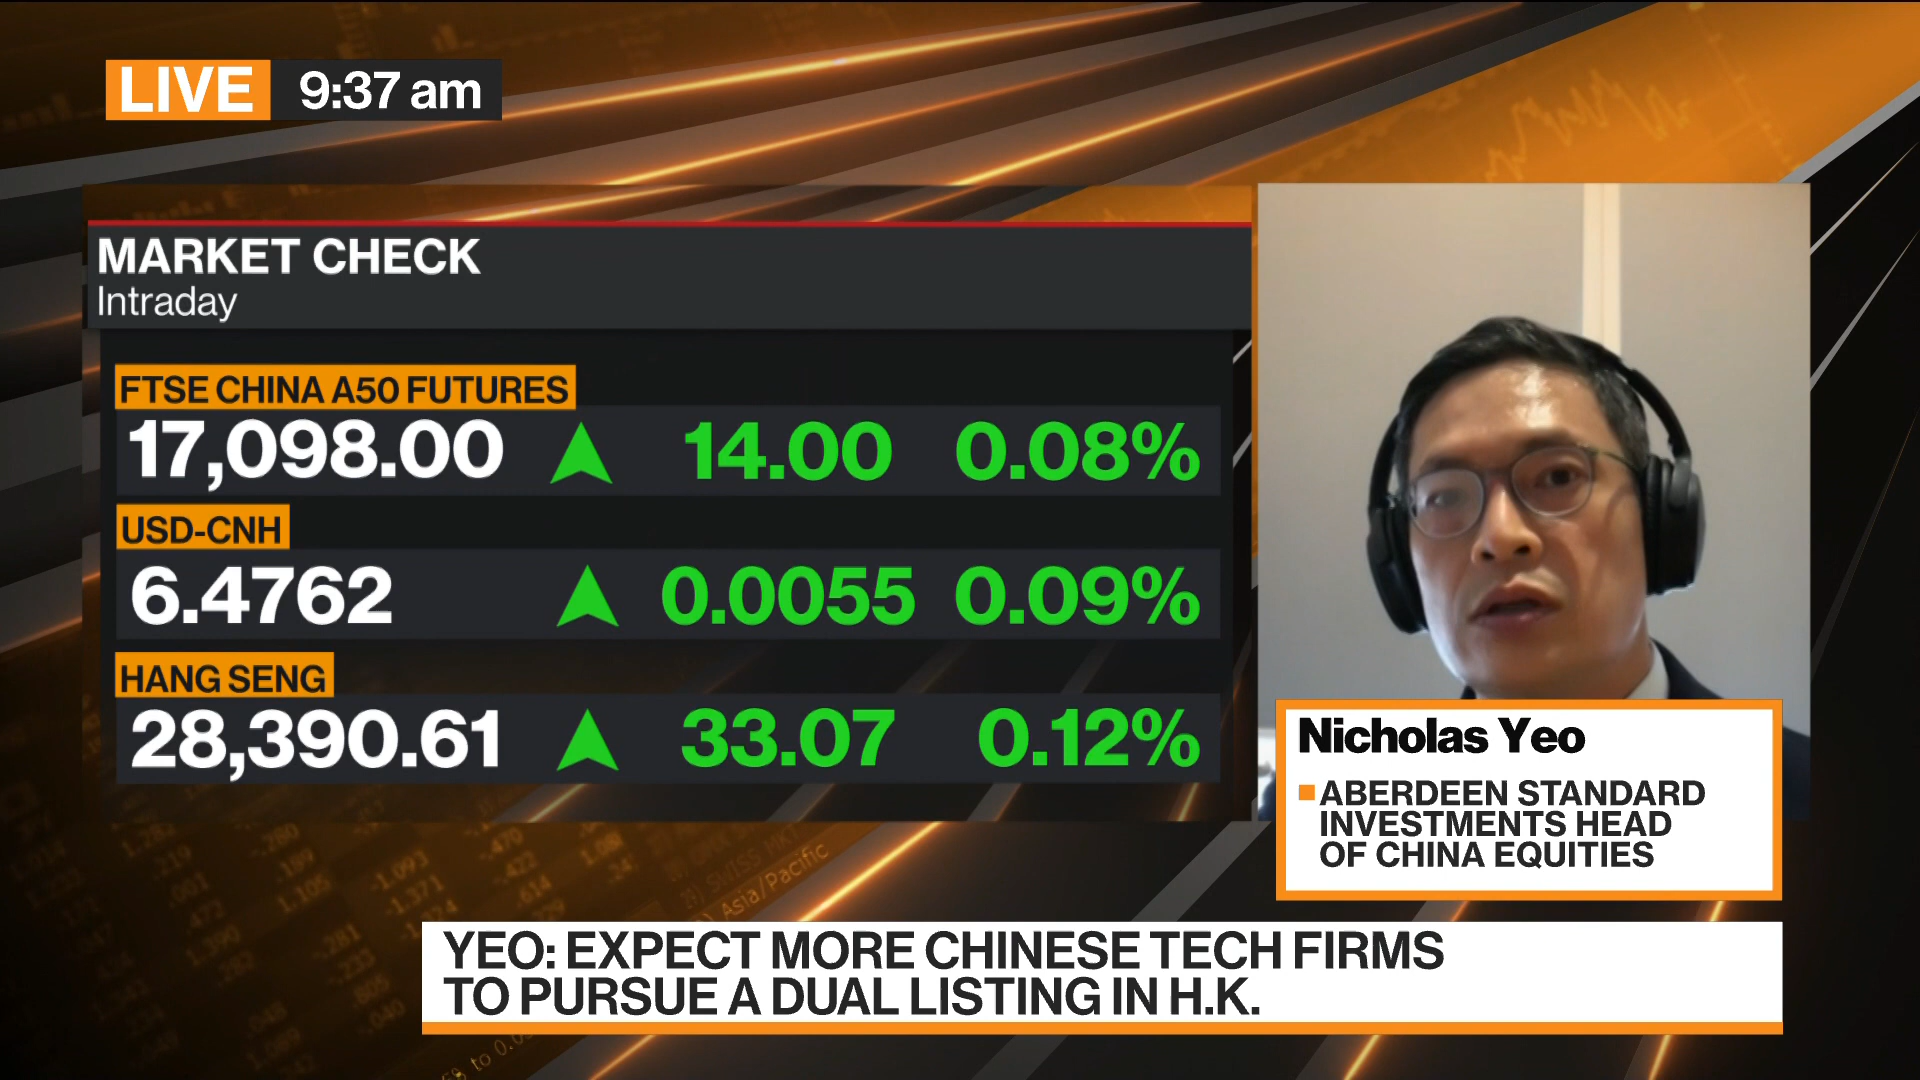 LIVE 9:37 am
MARKET CHECK
Intraday
FTSE CHINA A50 FUTURES
17,098.00 ▲ 14.00 0.08%
USD-CNH
6.4762 ▲ 0.0055 0.09%
HANG SENG
28,390.61 ▲ 33.07 0.12%
Nicholas Yeo
ABERDEEN STANDARD
INVESTMENTS HEAD
OF CHINA EQUITIES
YEO: EXPECT MORE CHINESE TECH FIRMS
TO PURSUE A DUAL LISTING IN H.K.
Asia/Pacific